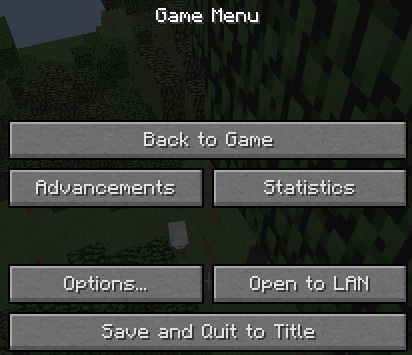 Game Menu
Back to Game
Advancements
Statistics
Options...
Open to LAN
Save and Quit to Title